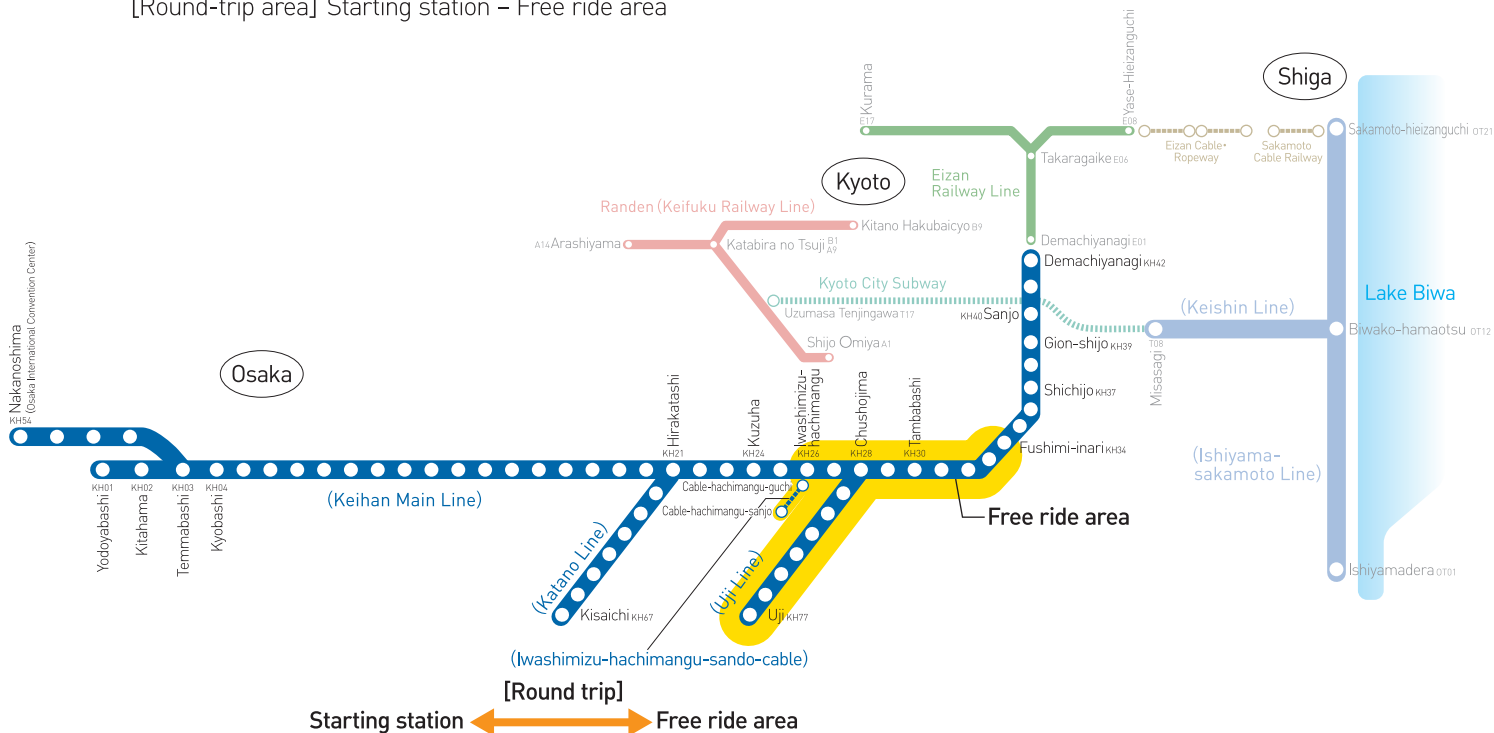 [Round-trip area] Starting station – Free ride area
Shiga
Kurama
E17
Yase-Hieizanguchi
E08
Eizan Cable•
Ropeway
Sakamoto
Cable Railway
Sakamoto-hieizanguchi OT21
Takaragaike E06
Kyoto
Eizan
Railway Line
Randen (Keifuku Railway Line)
Kitano Hakubaicyo B9
A14 Arashiyama
Katabira no Tsuji B1
A9
Demachiyanagi E01
Demachiyanagi KH42
Kyoto City Subway
Uzumasa Tenjingawa T17
KH40 Sanjo
(Keishin Line)
Lake Biwa
T08
Misasagi
Biwako-hamaotsu OT12
Shijo Omiya A1
Gion-shijo KH39
Shichijo KH37
Osaka
Nakanoshima
(Osaka International Convention Center)
KH54
Hirakatashi
KH21
Kuzuha
KH24
Iwashimizu-
hachimangu
KH26
Chushojima
KH28
Tambabashi
KH30
Fushimi-inari KH34
(Ishiyama-
sakamoto Line)
KH01
Yodoyabashi
KH02
Kitahama
KH03
Temmabashi
KH04
Kyobashi
(Keihan Main Line)
Cable-hachimangu-guchi
Cable-hachimangu-sanjo
Free ride area
(Katano Line)
Kisaichi KH67
(Uji Line)
Uji KH77
Ishiyamadera OT01
(Iwashimizu-hachimangu-sando-cable)
[Round trip]
Starting station
Free ride area